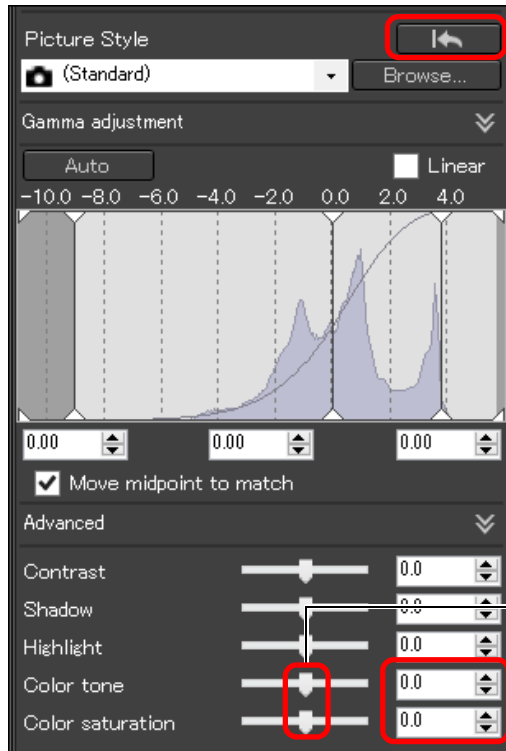 Picture Style
(Standard)
Browse...
Gamma adjustment
Auto
Linear
-10.0 -8.0 -6.0 -4.0 -2.0 0.0 2.0 4.0
0.00 0.00 0.00
Move midpoint to match
Advanced
Contrast 0.0
Shadow 0.0
Highlight 0.0
Color tone 0.0
Color saturation 0.0